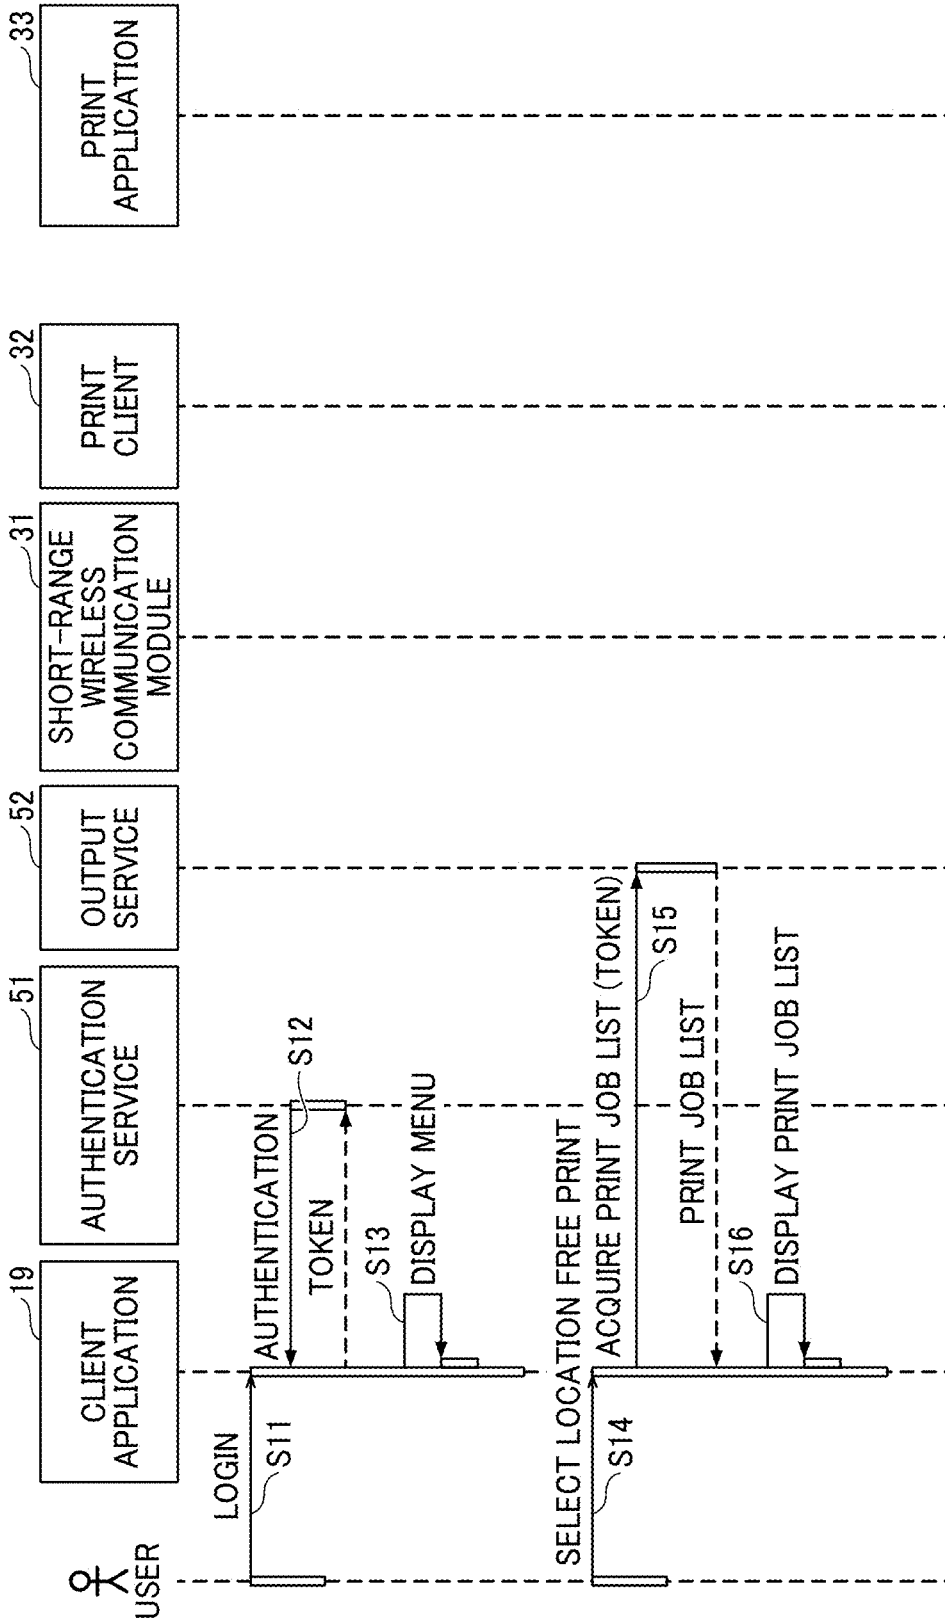 USER
19
CLIENT
APPLICATION
51
AUTHENTICATION
SERVICE
52
OUTPUT
SERVICE
31
SHORT-RANGE
WIRELESS
COMMUNICATION
MODULE
32
PRINT
CLIENT
33
PRINT
APPLICATION
LOGIN
S11
AUTHENTICATION
S12
TOKEN
S13
DISPLAY MENU
SELECT LOCATION FREE PRINT
S14
ACQUIRE PRINT JOB LIST (TOKEN)
S15
PRINT JOB LIST
S16
DISPLAY PRINT JOB LIST